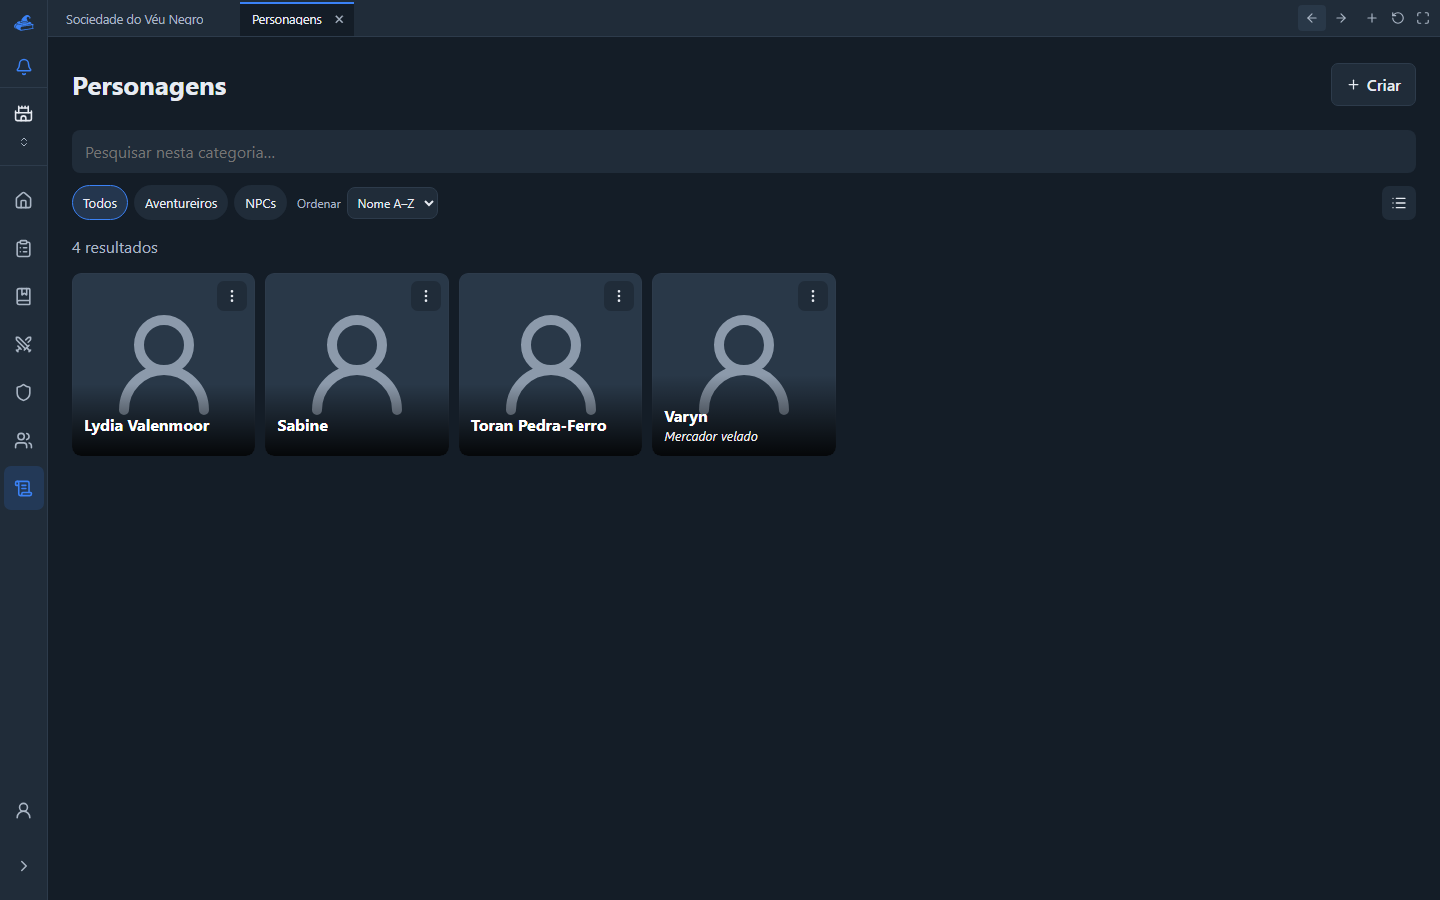 Sociedade do Véu Negro
Personagens
Personagens
Criar
Pesquisar nesta categoria...
Todos
Aventureiros
NPCs
Ordenar
Nome A–Z
4 resultados
Lydia Valenmoor
Sabine
Toran Pedra-Ferro
Varyn
Mercador velado